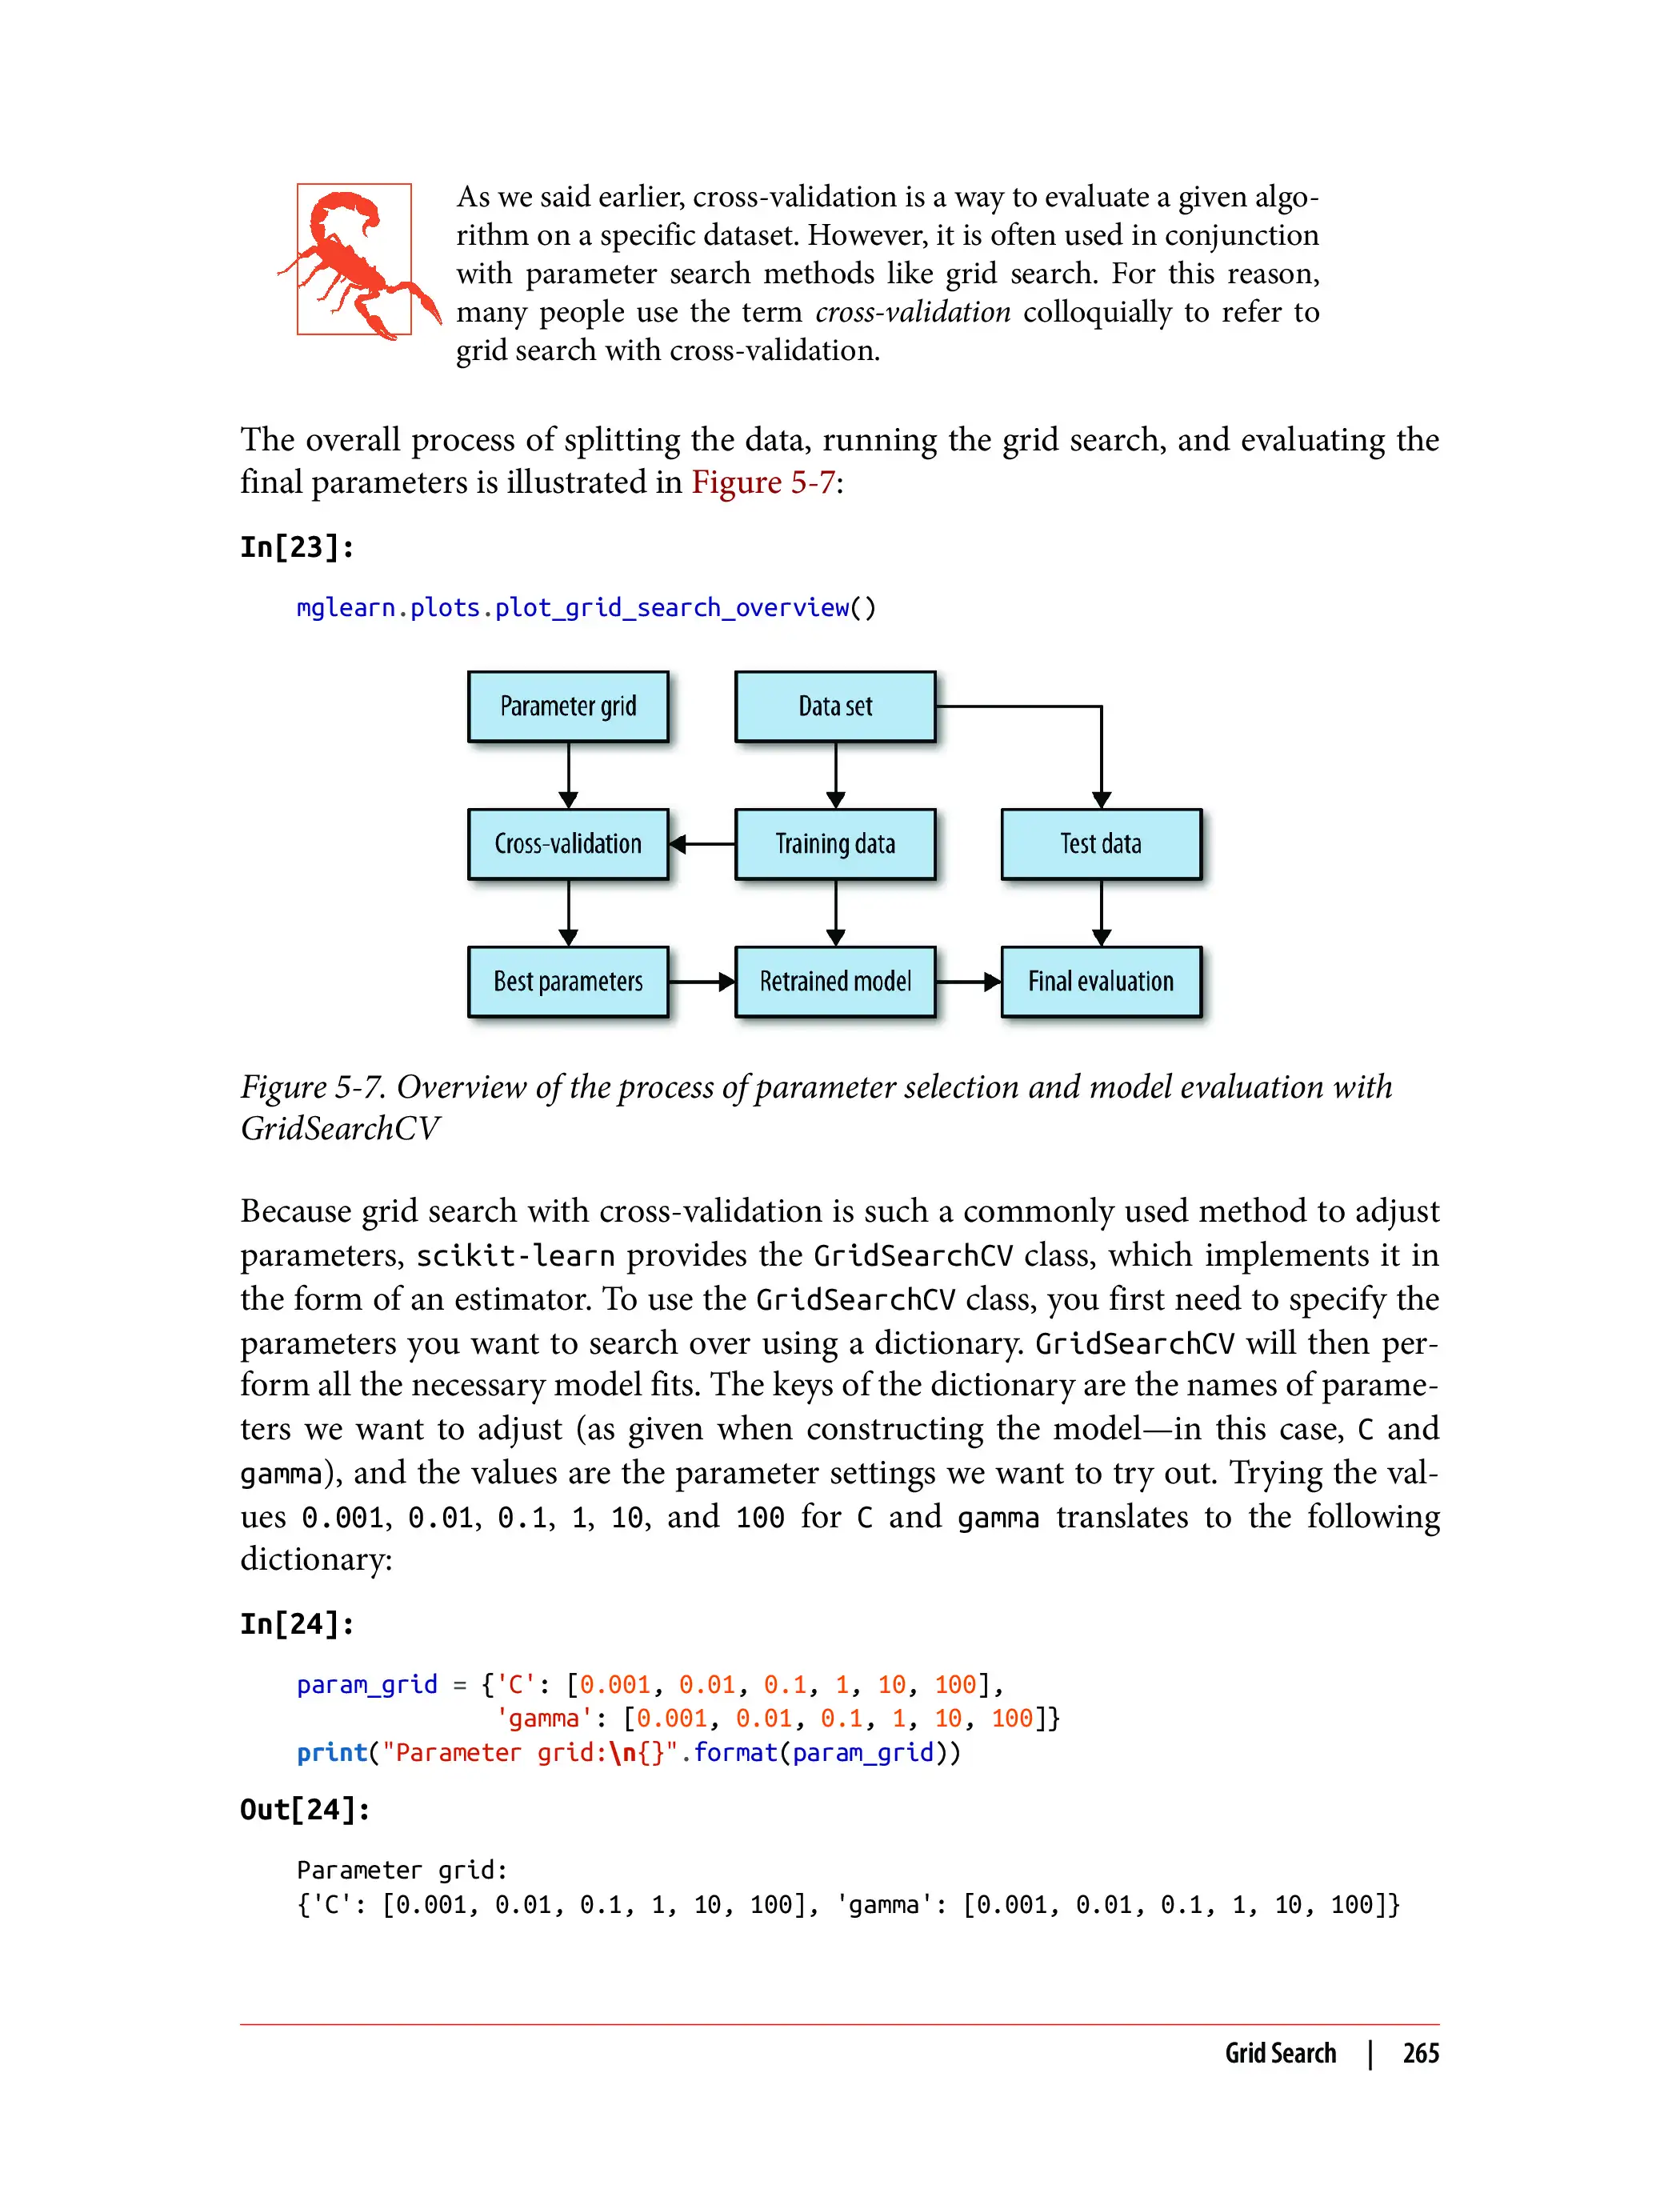 As we said earlier, cross-validation is a way to evaluate a given algo-
rithm on a specific dataset. However, it is often used in conjunction
with parameter search methods like grid search. For this reason,
many people use the term cross-validation colloquially to refer to
grid search with cross-validation.
The overall process of splitting the data, running the grid search, and evaluating the
final parameters is illustrated in Figure 5-7:
In[23]:
mglearn.plots.plot_grid_search_overview()
Parameter grid
Data set
Cross-validation
Training data
Test data
Best parameters
Retrained model
Final evaluation
Figure 5-7. Overview of the process of parameter selection and model evaluation with
GridSearchCV
Because grid search with cross-validation is such a commonly used method to adjust
parameters, scikit-learn provides the GridSearchCV class, which implements it in
the form of an estimator. To use the GridSearchCV class, you first need to specify the
parameters you want to search over using a dictionary. GridSearchCV will then per-
form all the necessary model fits. The keys of the dictionary are the names of parame-
ters we want to adjust (as given when constructing the model—in this case, C and
gamma), and the values are the parameter settings we want to try out. Trying the val-
ues 0.001, 0.01, 0.1, 1, 10, and 100 for C and gamma translates to the following
dictionary:
In[24]:
param_grid = {'C': [0.001, 0.01, 0.1, 1, 10, 100],
'gamma': [0.001, 0.01, 0.1, 1, 10, 100]}
print("Parameter grid:\n{}".format(param_grid))
Out[24]:
Parameter grid:
{'C': [0.001, 0.01, 0.1, 1, 10, 100], 'gamma': [0.001, 0.01, 0.1, 1, 10, 100]}
Grid Search | 265